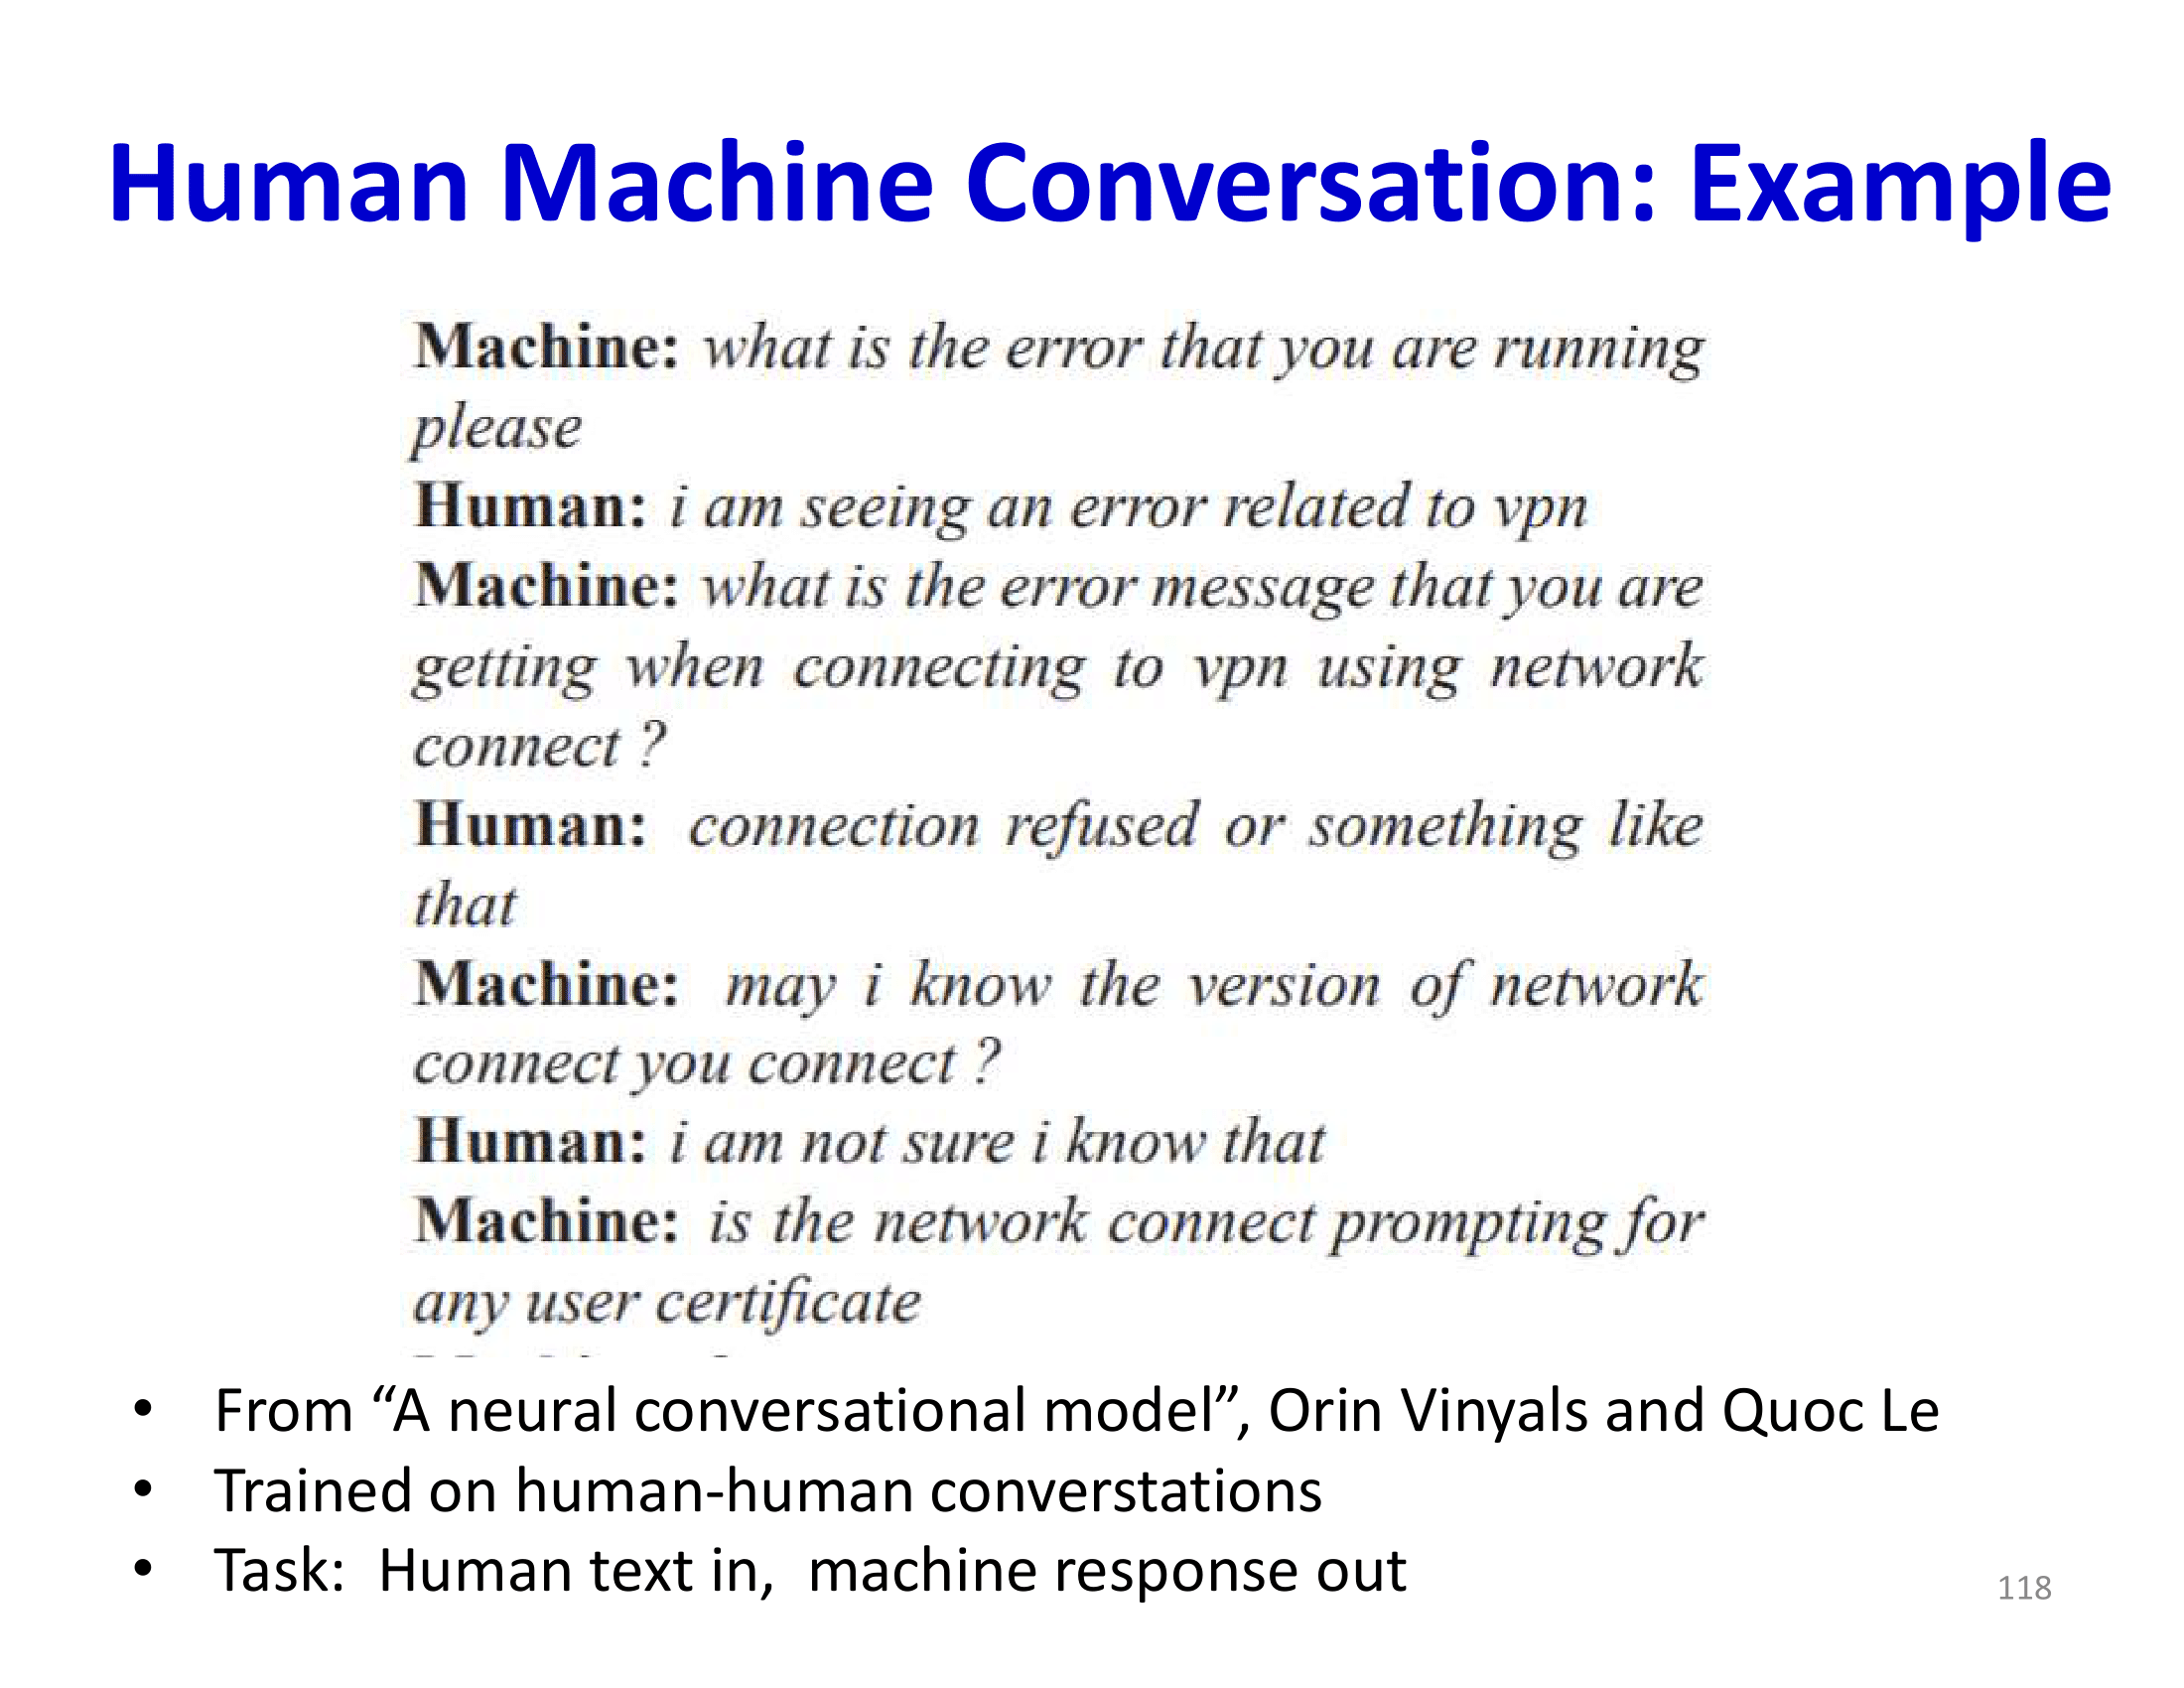 Human Machine Conversation: Example
Machine: what is the error that you are running
please
Human: i am seeing an error related to vpn
Machine: what is the error message that you are
getting when connecting to vpn using network
connect ?
Human: connection refused or something like
that
Machine: may i know the version of network
connect you connect ?
Human: i am not sure i know that
Machine: is the network connect prompting for
any user certificate
• From “A neural conversational model”, Orin Vinyals and Quoc Le
• Trained on human-human converstations
• Task: Human text in, machine response out
118